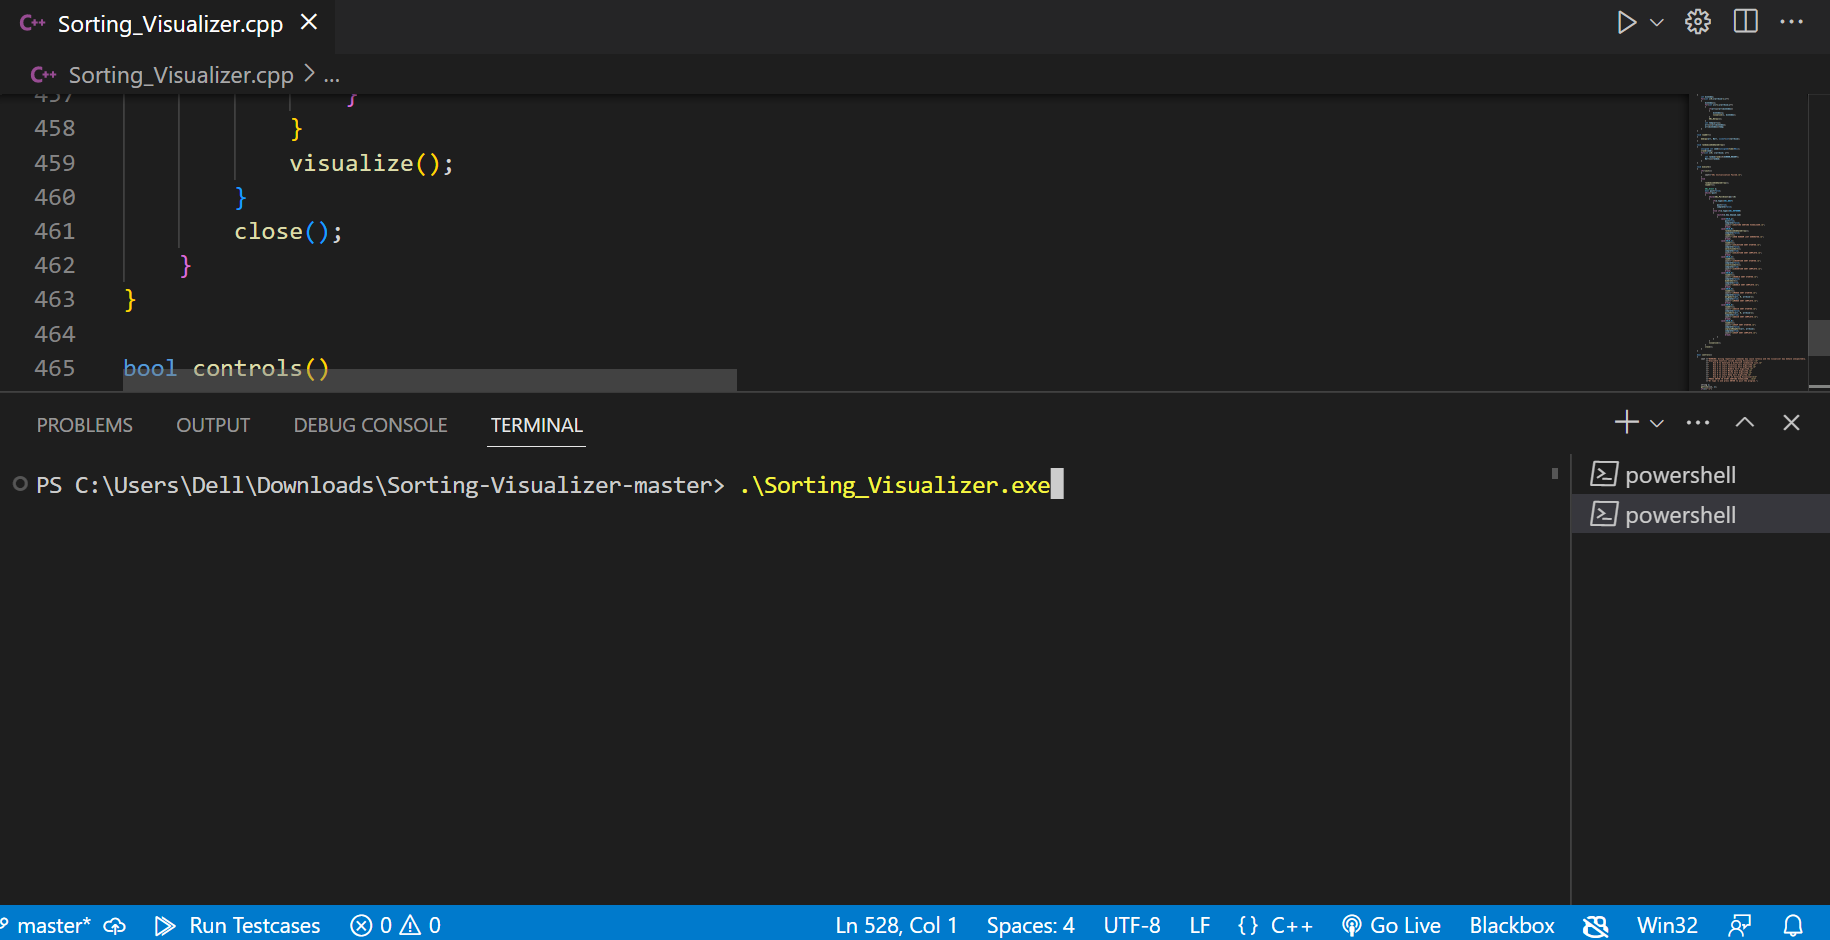 C++ Sorting_Visualizer.cpp
C++ Sorting_Visualizer.cpp > ...
457 }
458 }
459 visualize();
460 }
461 close();
462 }
463 }
464
465 bool controls()
PROBLEMS OUTPUT DEBUG CONSOLE TERMINAL
PS C:\Users\Dell\Downloads\Sorting-Visualizer-master> .\Sorting_Visualizer.exe
powershell
powershell
master* Run Testcases 0 0 Ln 528, Col 1 Spaces: 4 UTF-8 LF {} C++ Go Live Blackbox Win32